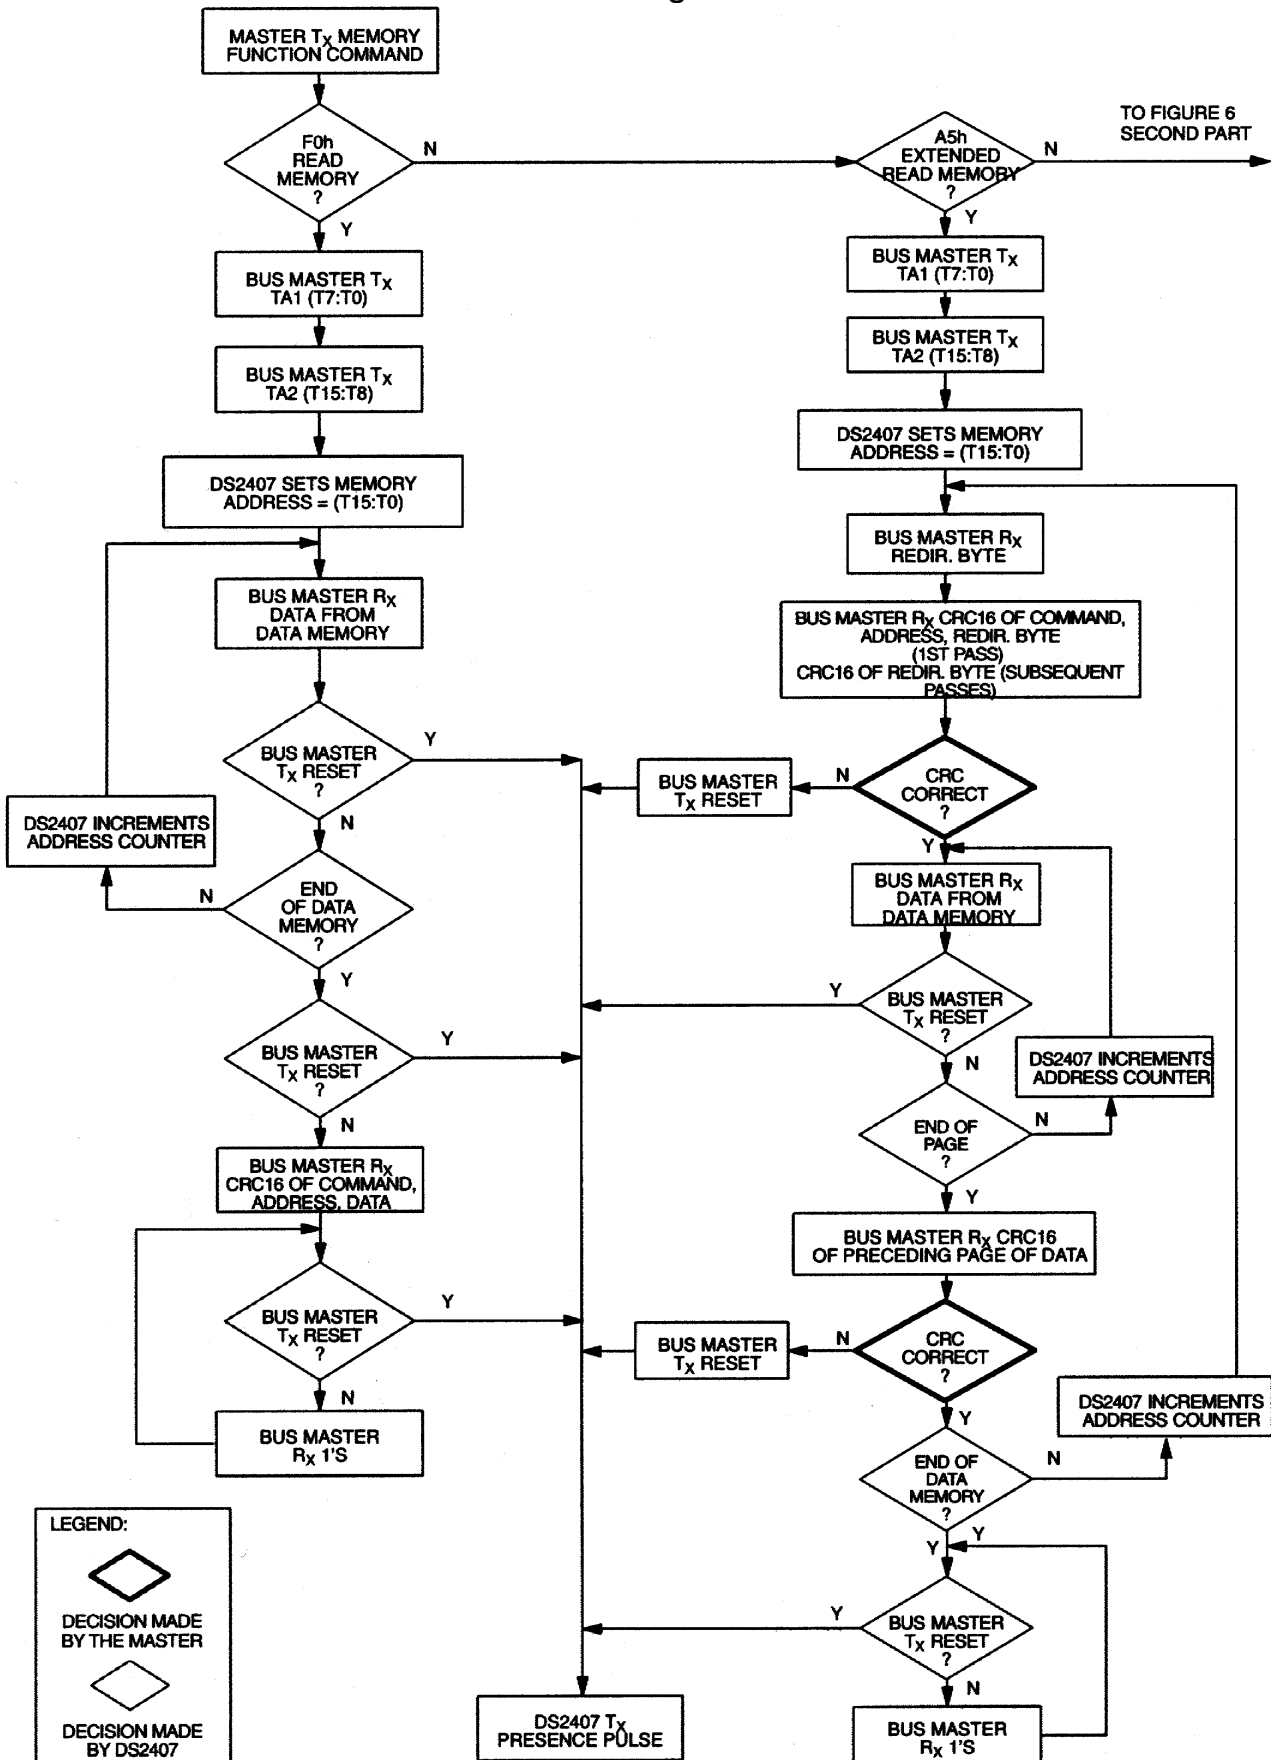 MASTER TX MEMORY
FUNCTION COMMAND
F0h
READ
MEMORY
?
N
Y
BUS MASTER TX
TA1 (T7:T0)
BUS MASTER TX
TA2 (T15:T8)
DS2407 SETS MEMORY
ADDRESS = (T15:T0)
BUS MASTER RX
DATA FROM
DATA MEMORY
BUS MASTER
TX RESET
?
Y
N
DS2407 INCREMENTS
ADDRESS COUNTER
END
OF DATA
MEMORY
?
N
Y
BUS MASTER
TX RESET
?
Y
N
BUS MASTER RX
CRC16 OF COMMAND,
ADDRESS, DATA
BUS MASTER
TX RESET
?
Y
N
BUS MASTER
RX 1'S
A5h
EXTENDED
READ MEMORY
?
N
TO FIGURE 6
SECOND PART
Y
BUS MASTER TX
TA1 (T7:T0)
BUS MASTER TX
TA2 (T15:T8)
DS2407 SETS MEMORY
ADDRESS = (T15:T0)
BUS MASTER RX
REDIR. BYTE
BUS MASTER RX CRC16 OF COMMAND,
ADDRESS, REDIR. BYTE
(1ST PASS)
CRC16 OF REDIR. BYTE (SUBSEQUENT
PASSES)
CRC
CORRECT
?
N
BUS MASTER
TX RESET
Y
BUS MASTER RX
DATA FROM
DATA MEMORY
BUS MASTER
TX RESET
?
Y
N
DS2407 INCREMENTS
ADDRESS COUNTER
END OF
PAGE
?
N
Y
BUS MASTER RX CRC16
OF PRECEDING PAGE OF DATA
CRC
CORRECT
?
N
BUS MASTER
TX RESET
Y
DS2407 INCREMENTS
ADDRESS COUNTER
END OF
DATA
MEMORY
?
N
Y
Y
BUS MASTER
TX RESET
?
Y
N
BUS MASTER
RX 1'S
DS2407 TX
PRESENCE PULSE
LEGEND:
DECISION MADE
BY THE MASTER
DECISION MADE
BY DS2407